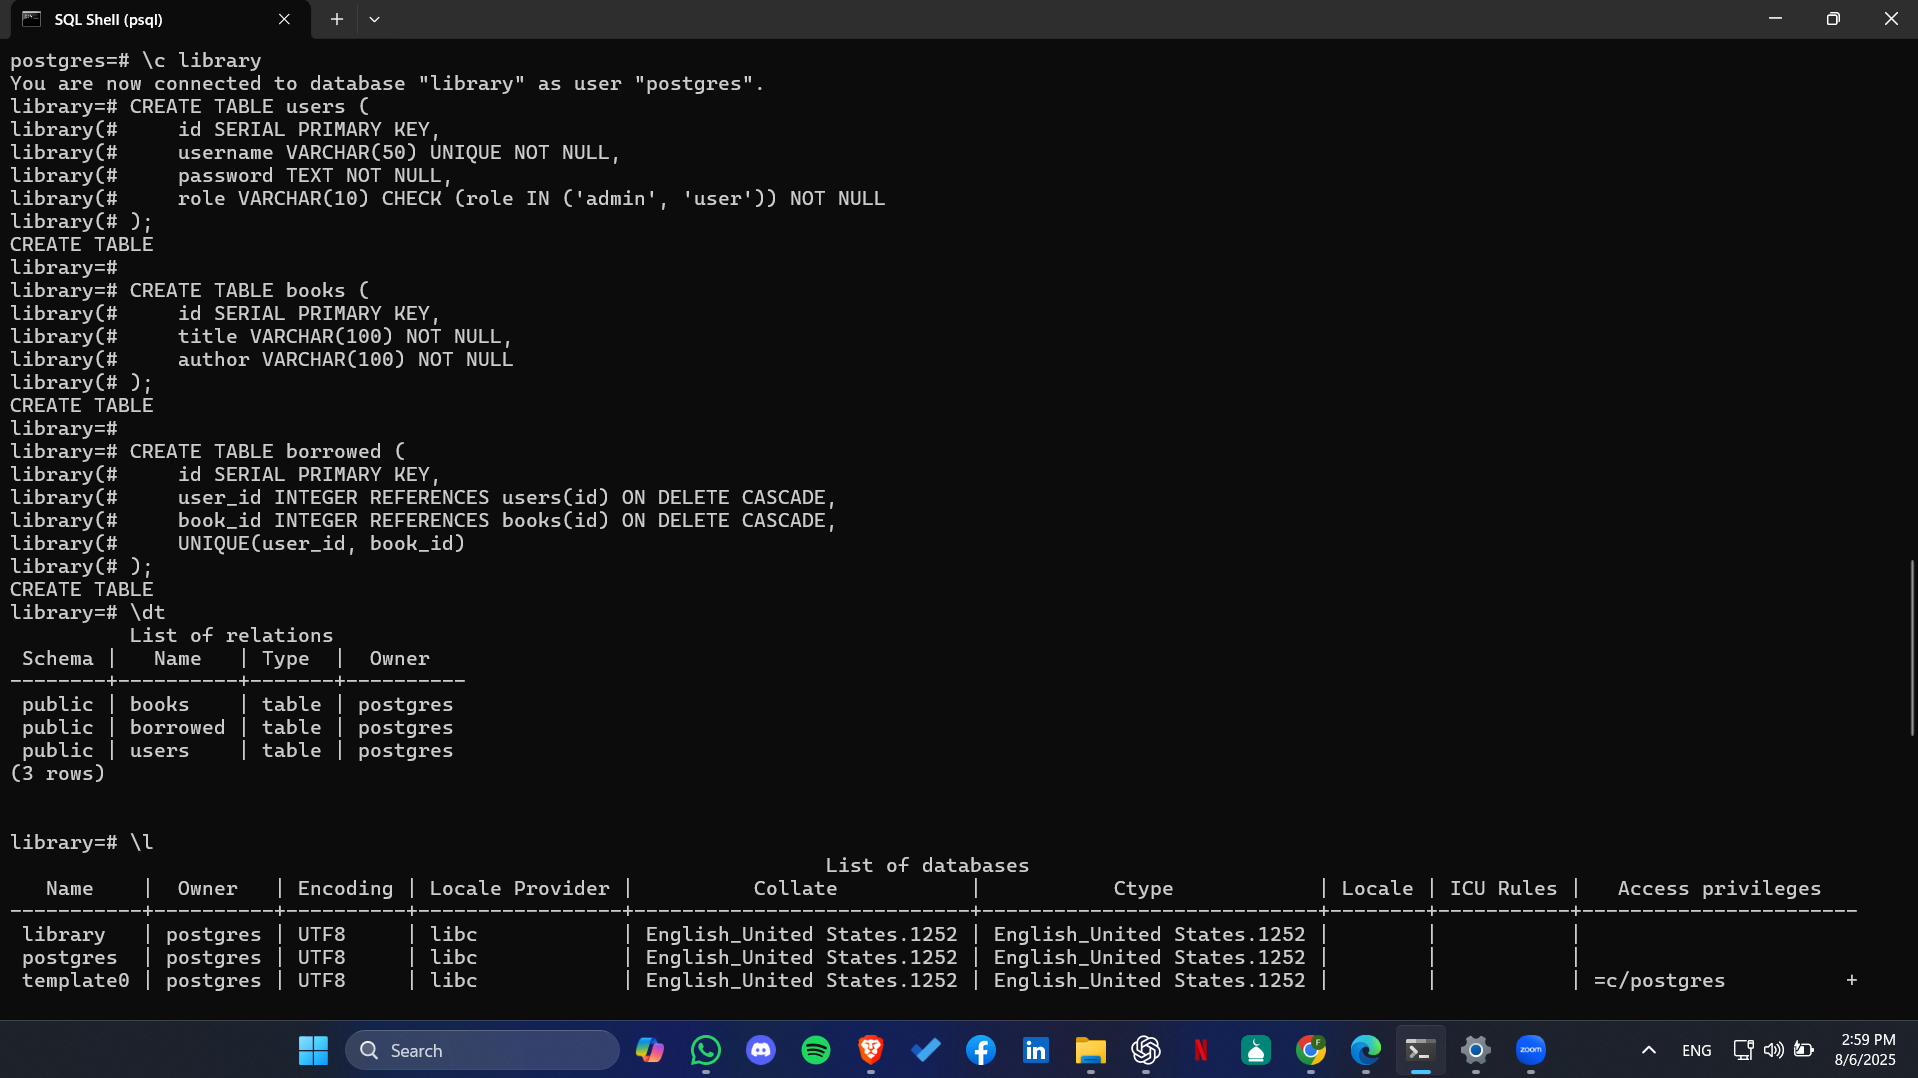 SQL Shell (psql)
postgres=# \c library
You are now connected to database "library" as user "postgres".
library=# CREATE TABLE users (
library(#     id SERIAL PRIMARY KEY,
library(#     username VARCHAR(50) UNIQUE NOT NULL,
library(#     password TEXT NOT NULL,
library(#     role VARCHAR(10) CHECK (role IN ('admin', 'user')) NOT NULL
library(# );
CREATE TABLE
library=#
library=# CREATE TABLE books (
library(#     id SERIAL PRIMARY KEY,
library(#     title VARCHAR(100) NOT NULL,
library(#     author VARCHAR(100) NOT NULL
library(# );
CREATE TABLE
library=#
library=# CREATE TABLE borrowed (
library(#     id SERIAL PRIMARY KEY,
library(#     user_id INTEGER REFERENCES users(id) ON DELETE CASCADE,
library(#     book_id INTEGER REFERENCES books(id) ON DELETE CASCADE,
library(#     UNIQUE(user_id, book_id)
library(# );
CREATE TABLE
library=# \dt
          List of relations
 Schema |   Name   | Type  |  Owner
--------+----------+-------+----------
 public | books    | table | postgres
 public | borrowed | table | postgres
 public | users    | table | postgres
(3 rows)
library=# \l
                                                                    List of databases
   Name    |  Owner   | Encoding | Locale Provider |          Collate           |           Ctype            | Locale | ICU Rules |   Access privileges
-----------+----------+----------+-----------------+----------------------------+----------------------------+--------+-----------+-----------------------
 library   | postgres | UTF8     | libc            | English_United States.1252 | English_United States.1252 |        |           |
 postgres  | postgres | UTF8     | libc            | English_United States.1252 | English_United States.1252 |        |           |
 template0 | postgres | UTF8     | libc            | English_United States.1252 | English_United States.1252 |        |           | =c/postgres          +
Search
zoom
ENG
2:59 PM
8/6/2025